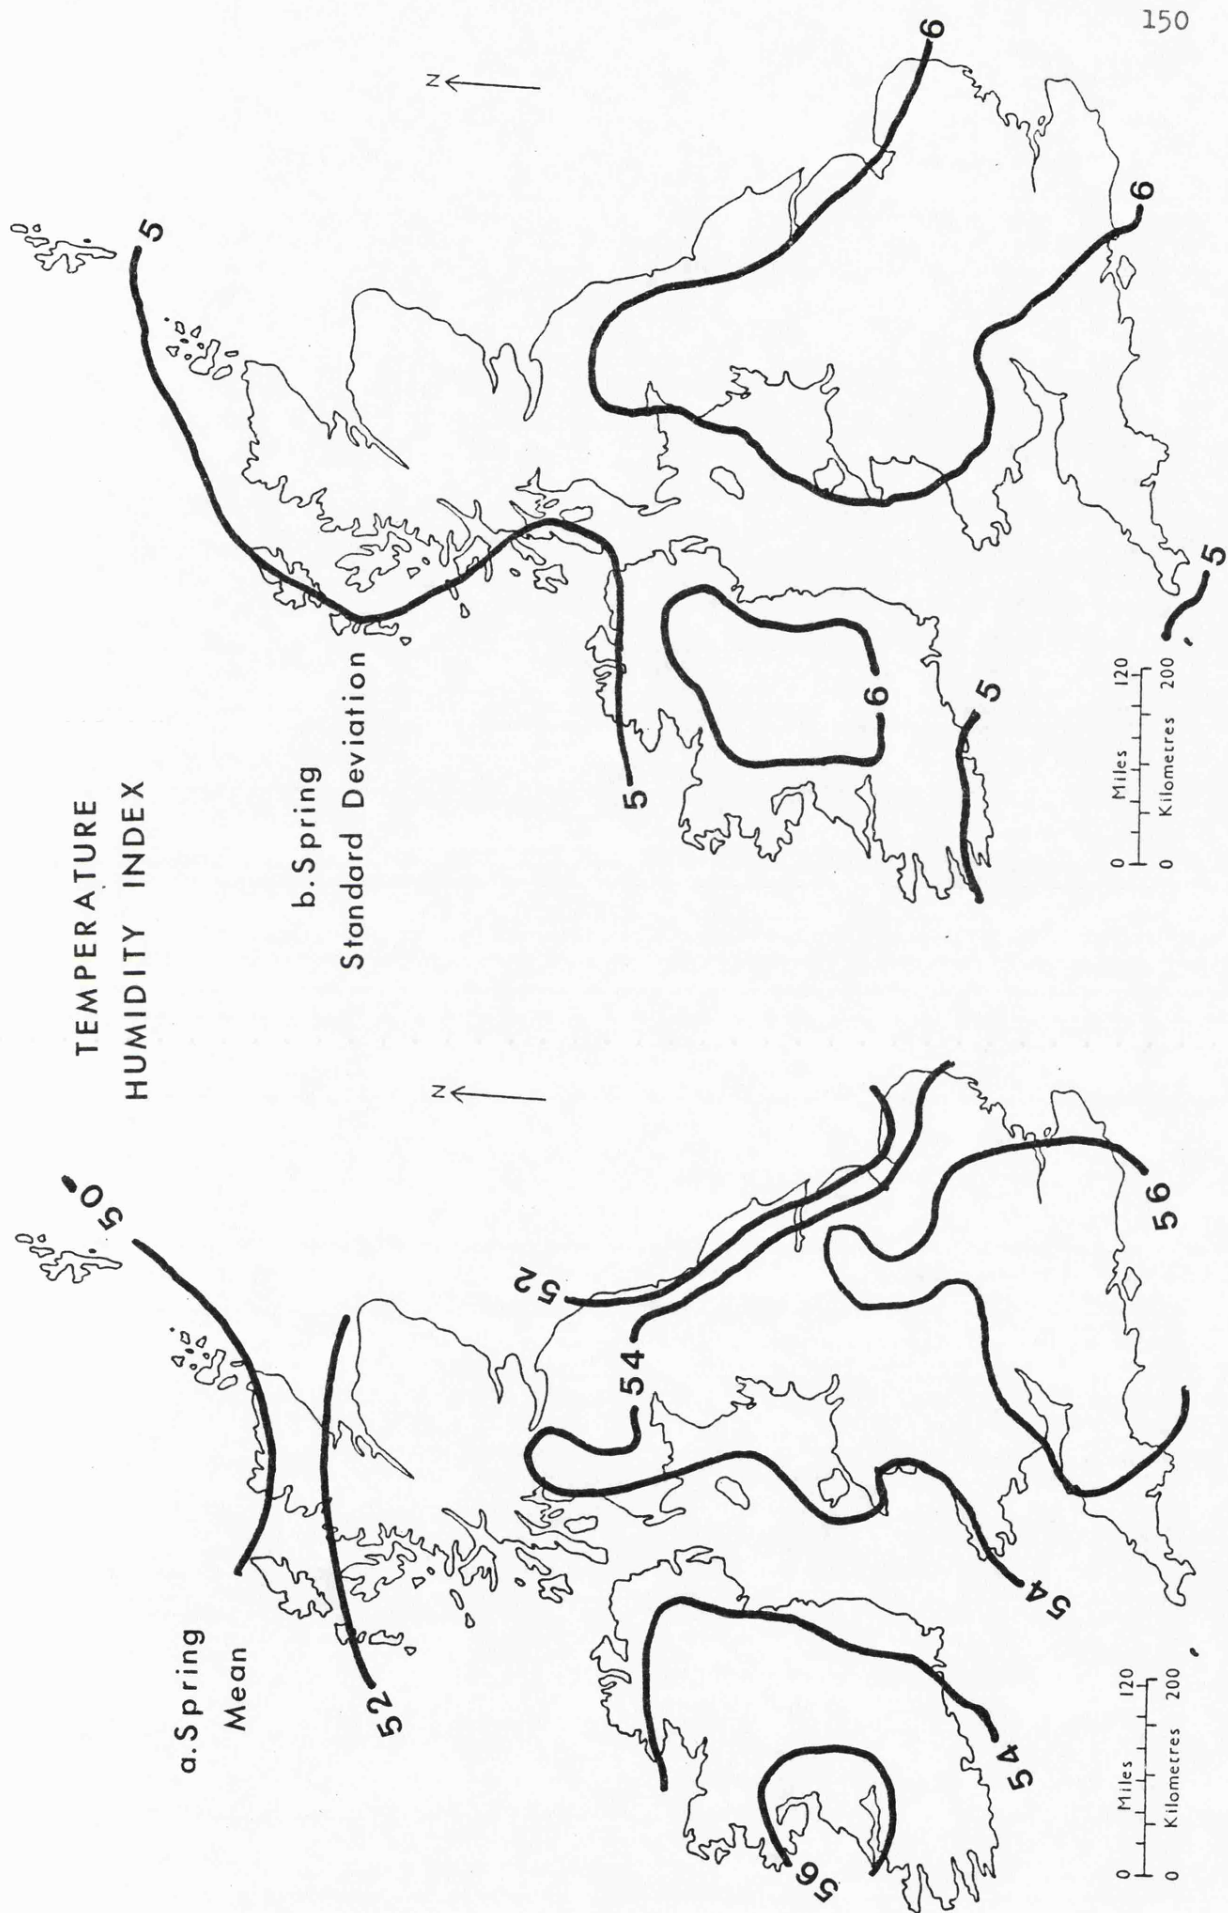 150
TEMPERATURE
HUMIDITY INDEX
a. Spring
Mean
N
50
52
52
54
54
54
56
56
0 Miles 120
0 Kilometres 200
b. Spring
Standard Deviation
N
5
5
5
5
6
6
6
0 Miles 120
0 Kilometres 200